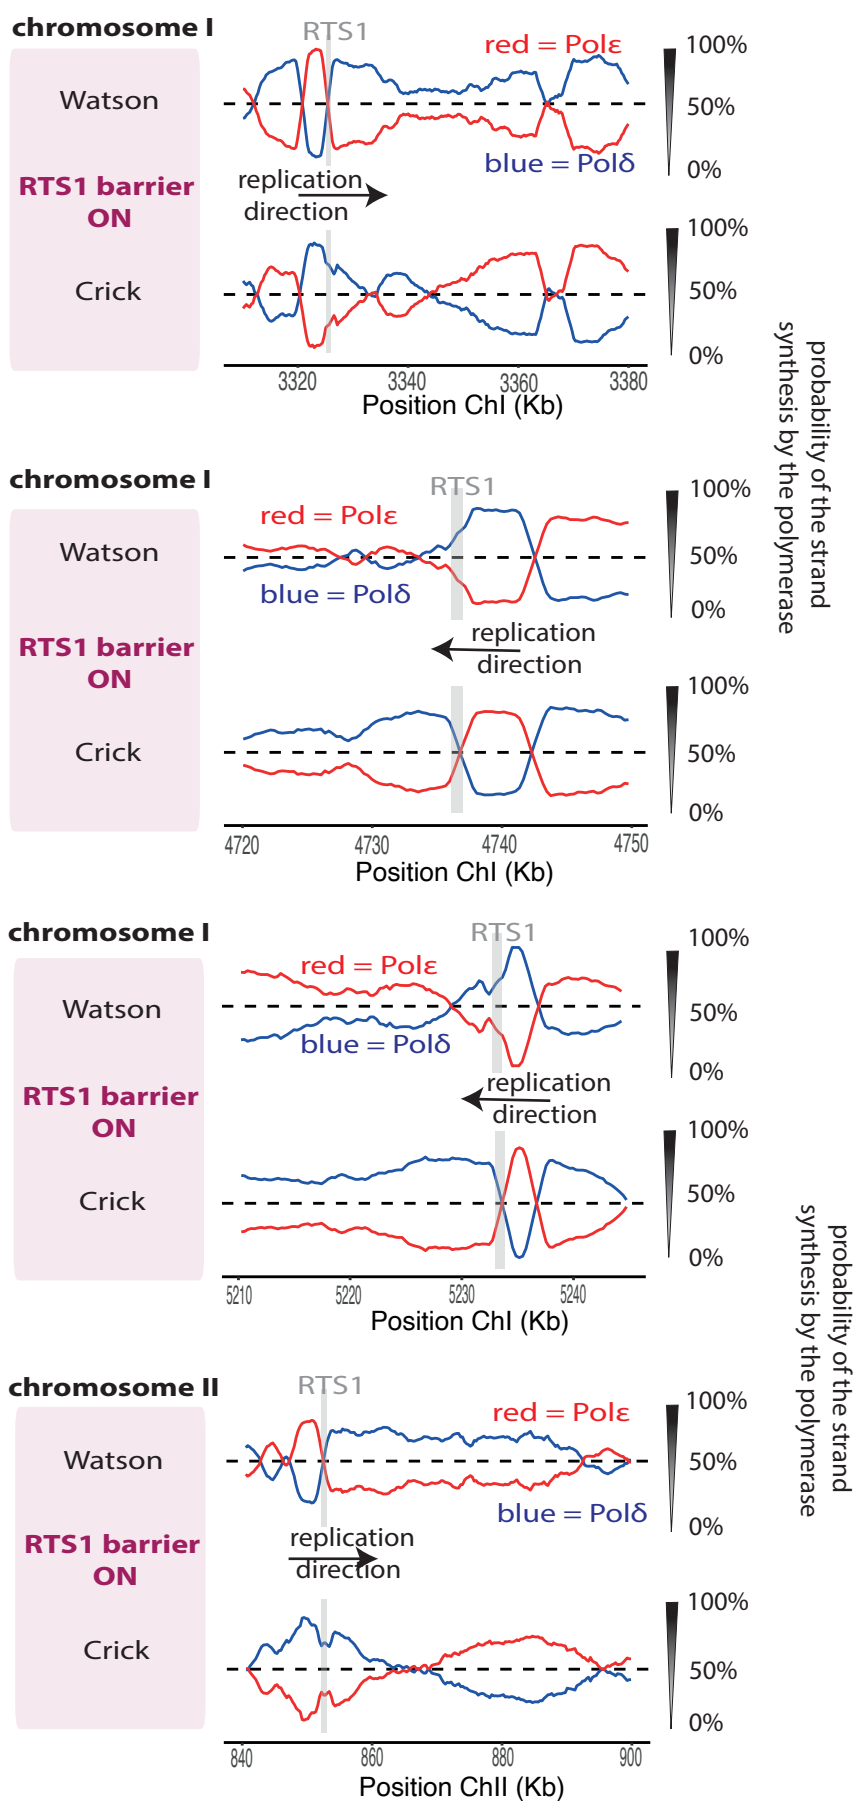 chromosome I
RTS1
red = Polε
100%
Watson
50%
blue = Polδ
0%
RTS1 barrier
ON
replication
direction
100%
Crick
50%
0%
3320
3340
3360
3380
Position ChI (Kb)
probability of the strand
synthesis by the polymerase
chromosome I
RTS1
100%
red = Polε
Watson
50%
blue = Polδ
0%
RTS1 barrier
ON
replication
direction
100%
Crick
50%
0%
4720
4730
4740
4750
Position ChI (Kb)
chromosome I
RTS1
100%
red = Polε
Watson
50%
blue = Polδ
0%
RTS1 barrier
ON
replication
direction
100%
Crick
50%
0%
5210
5220
5230
5240
Position ChI (Kb)
probability of the strand
synthesis by the polymerase
chromosome II
RTS1
100%
red = Polε
Watson
50%
blue = Polδ
0%
RTS1 barrier
ON
replication
direction
100%
Crick
50%
0%
840
860
880
900
Position ChII (Kb)